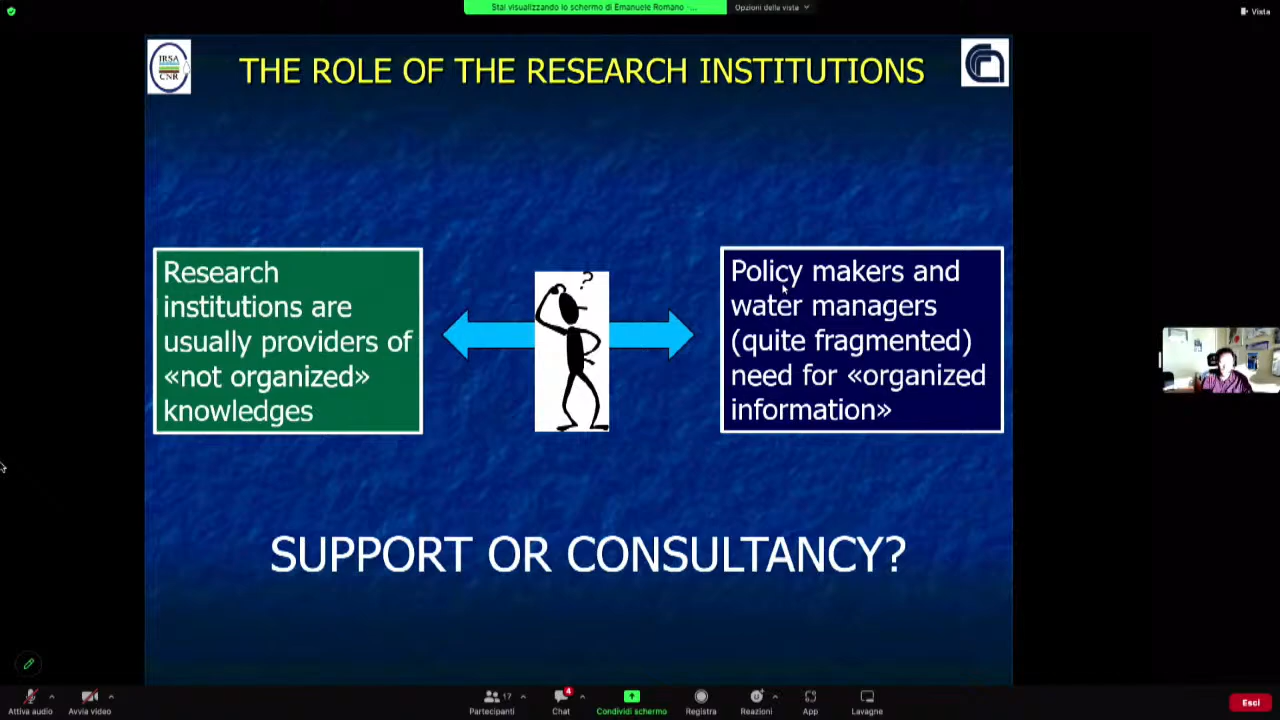 Stai visualizzando lo schermo di Emanuele Romano -...
Opzioni della vista
Vista
IRSA
CNR
THE ROLE OF THE RESEARCH INSTITUTIONS
Research
institutions are
usually providers of
«not organized»
knowledges
?
Policy makers and
water managers
(quite fragmented)
need for «organized
information»
SUPPORT OR CONSULTANCY?
Attiva audio
Avvia video
Partecipanti
17
Chat
4
Condividi schermo
Registra
Reazioni
App
Lavagne
Esci